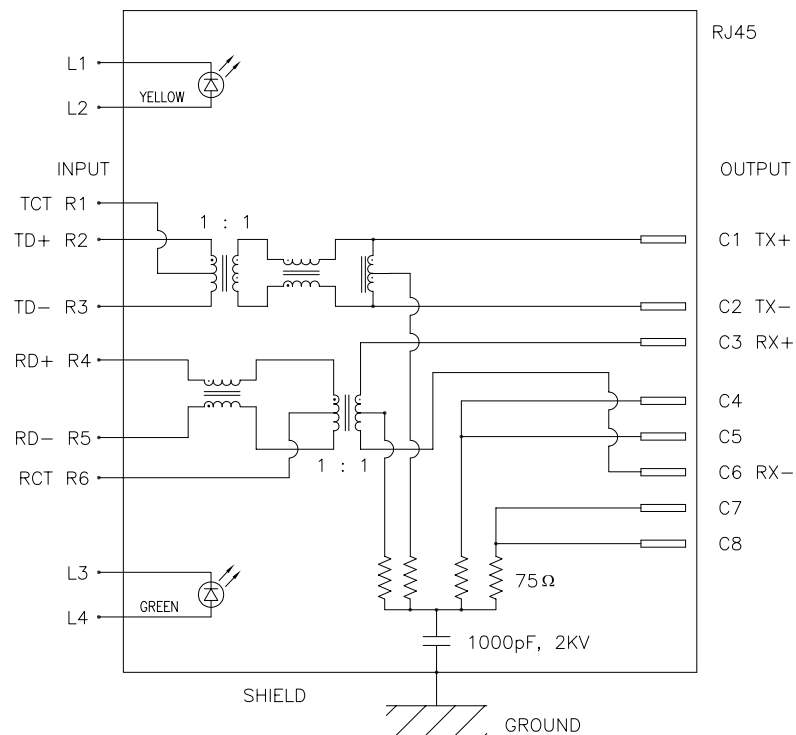 RJ45
L1
YELLOW
L2
INPUT
OUTPUT
TCT R1
1 : 1
TD+ R2
C1 TX+
TD- R3
C2 TX-
C3 RX+
RD+ R4
C4
RD- R5
C5
1 : 1
RCT R6
C6 RX-
C7
C8
L3
75Ω
GREEN
L4
1000pF, 2KV
SHIELD
GROUND